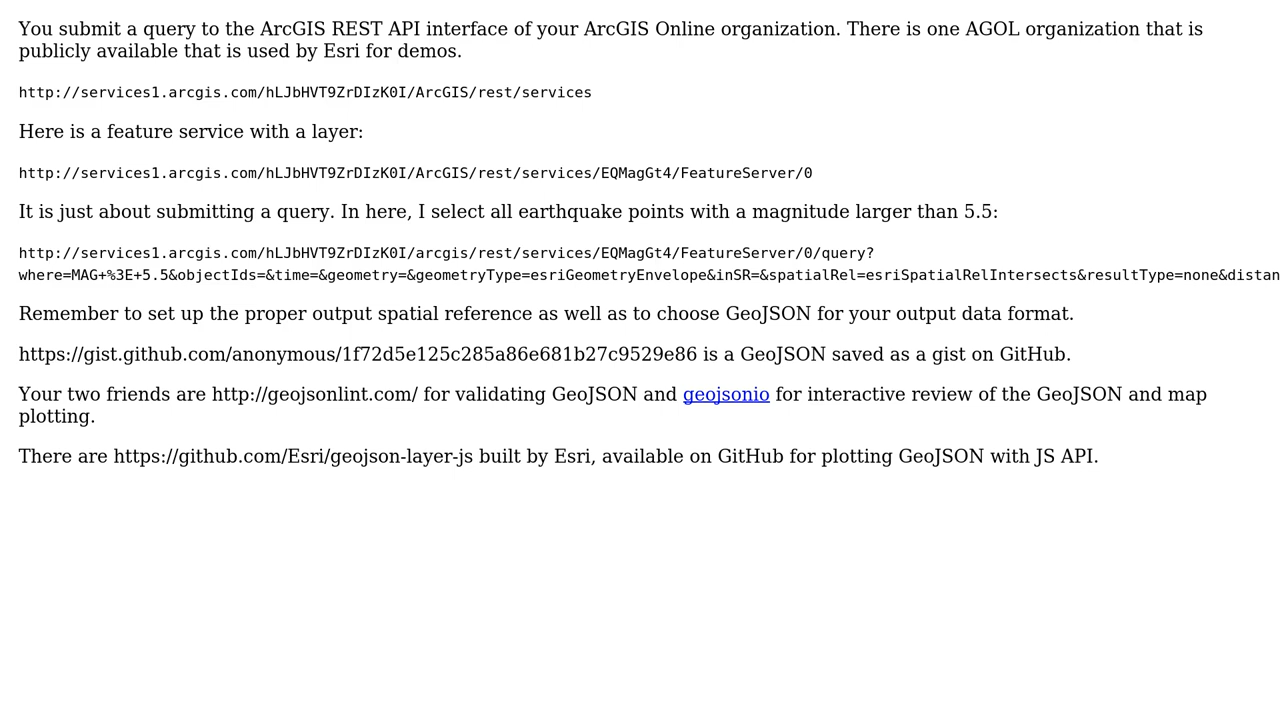 You submit a query to the ArcGIS REST API interface of your ArcGIS Online organization. There is one AGOL organization that is
publicly available that is used by Esri for demos.
http://services1.arcgis.com/hLJbHVT9ZrDIzK0I/ArcGIS/rest/services
Here is a feature service with a layer:
http://services1.arcgis.com/hLJbHVT9ZrDIzK0I/ArcGIS/rest/services/EQMagGt4/FeatureServer/0
It is just about submitting a query. In here, I select all earthquake points with a magnitude larger than 5.5:
http://services1.arcgis.com/hLJbHVT9ZrDIzK0I/arcgis/rest/services/EQMagGt4/FeatureServer/0/query?
where=MAG+%3E+5.5&objectIds=&time=&geometry=&geometryType=esriGeometryEnvelope&inSR=&spatialRel=esriSpatialRelIntersects&resultType=none&distan
Remember to set up the proper output spatial reference as well as to choose GeoJSON for your output data format.
https://gist.github.com/anonymous/1f72d5e125c285a86e681b27c9529e86 is a GeoJSON saved as a gist on GitHub.
Your two friends are http://geojsonlint.com/ for validating GeoJSON and geojsonio for interactive review of the GeoJSON and map
plotting.
There are https://github.com/Esri/geojson-layer-js built by Esri, available on GitHub for plotting GeoJSON with JS API.